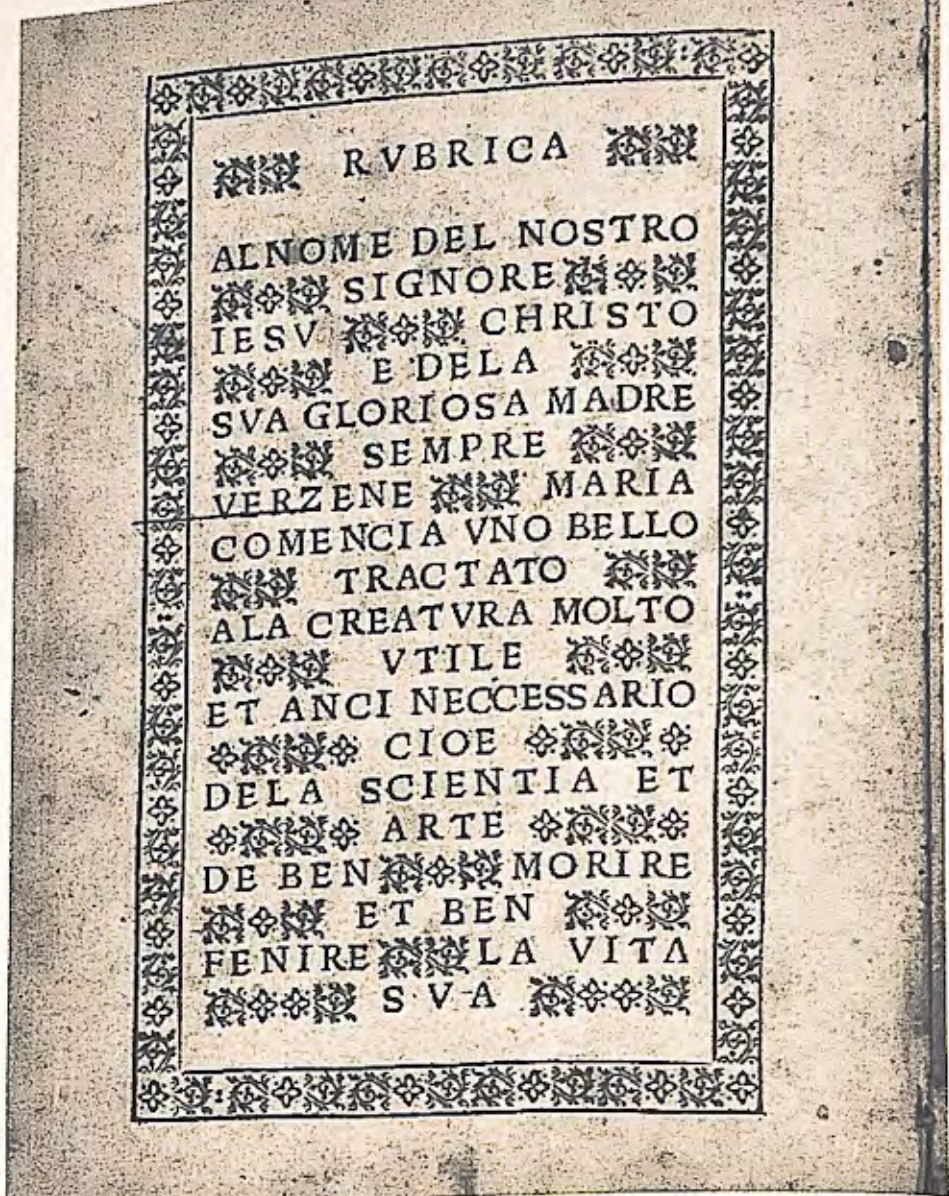 RVBRICA
ALNOME DEL NOSTRO
SIGNORE
IESV CHRISTO
E DELA
SVA GLORIOSA MADRE
SEMPRE
VERZENE MARIA
COMENCIA VNO BELLO
TRACTATO
ALA CREATVRA MOLTO
VTILE
ET ANCI NECCESSARIO
CIOE
DELA SCIENTIA ET
ARTE
DE BEN MORIRE
ET BEN
FENIRE LA VITA
SVA